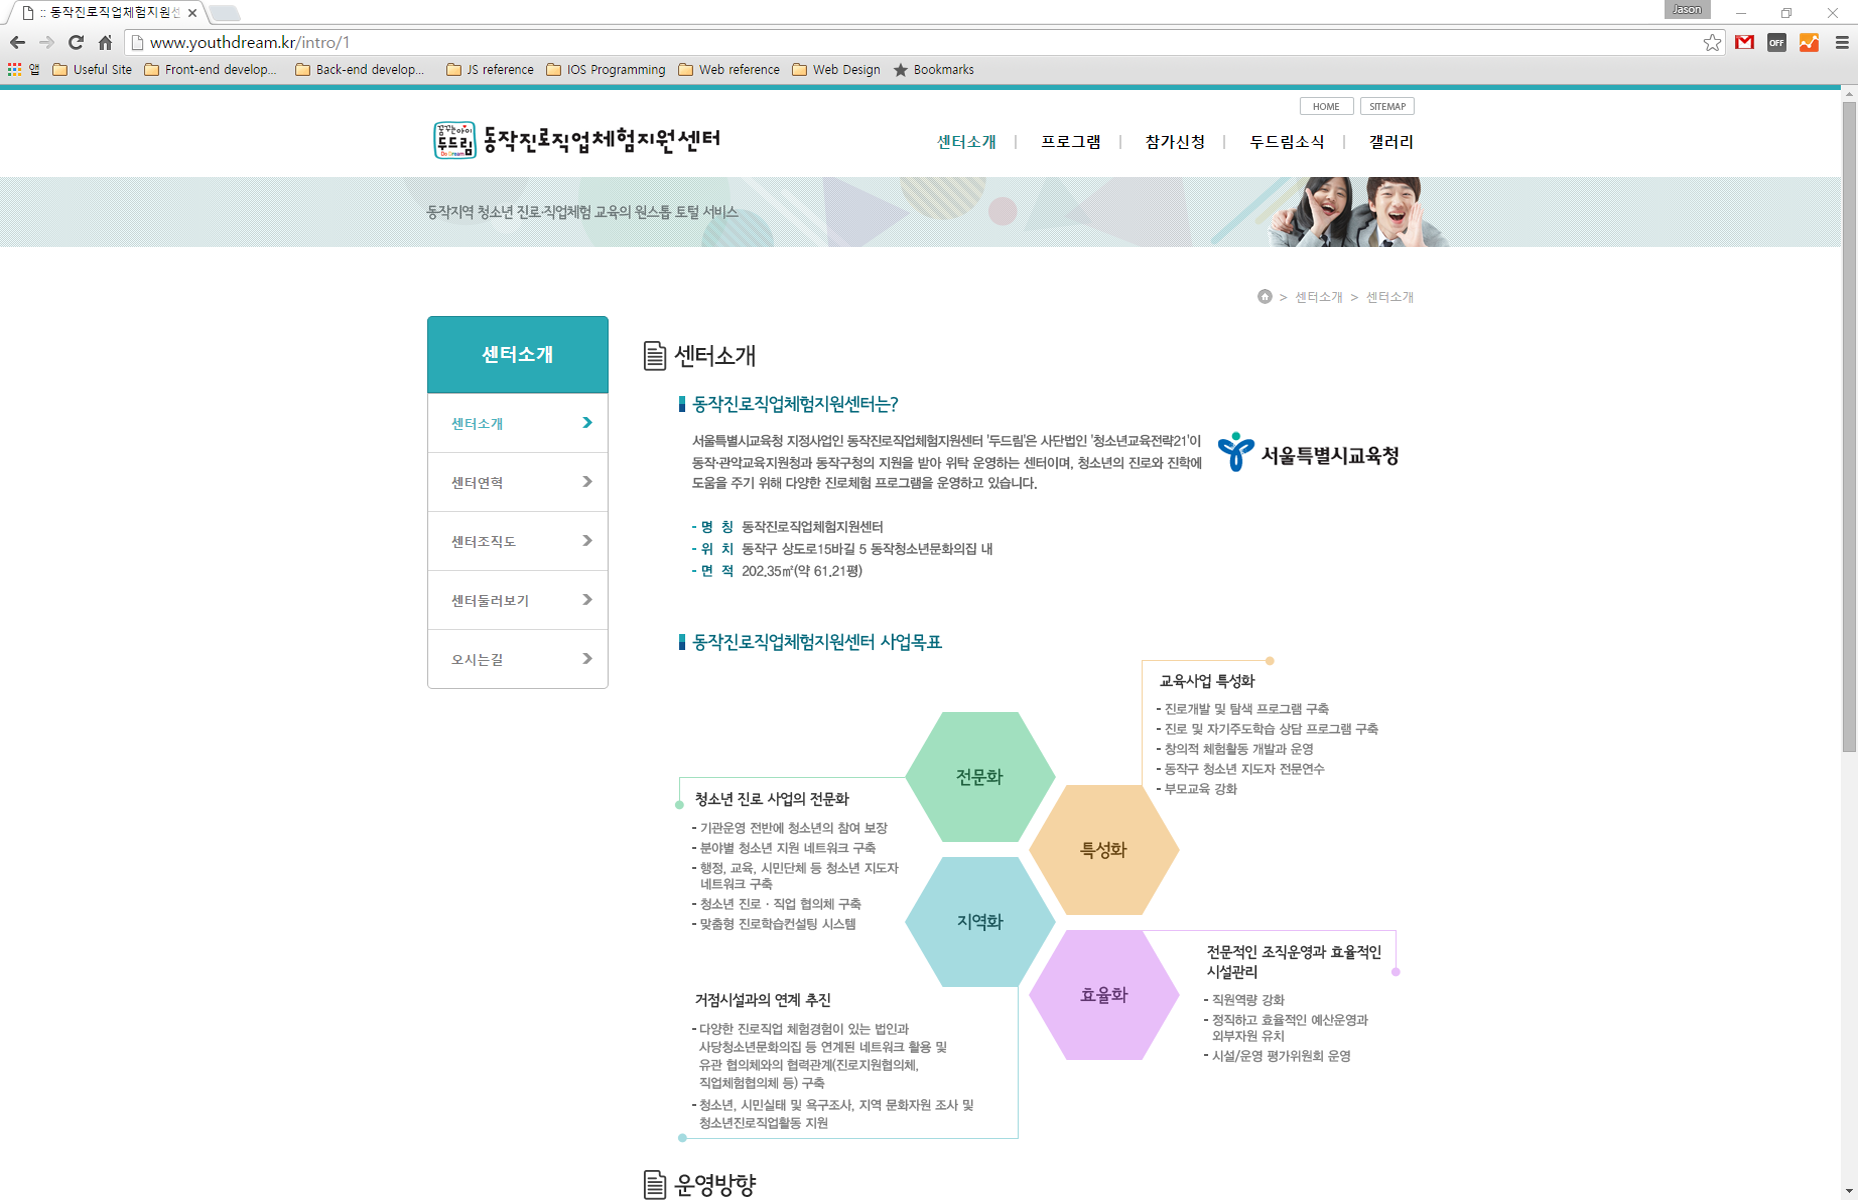 :: 동작진로직업체험지원센
Jason
www.youthdream.kr/intro/1
OFF
앱 Useful Site Front-end develop... Back-end develop... JS reference IOS Programming Web reference Web Design Bookmarks
HOME SITEMAP
꿈꾸는아이 두드림 Do Dream 동작진로직업체험지원센터
센터소개 | 프로그램 | 참가신청 | 두드림소식 | 갤러리
동작지역 청소년 진로·직업체험 교육의 원스톱 토털 서비스
> 센터소개 > 센터소개
센터소개
센터소개
센터연혁
센터조직도
센터둘러보기
오시는길
센터소개
동작진로직업체험지원센터는?
서울특별시교육청 지정사업인 동작진로직업체험지원센터 '두드림'은 사단법인 '청소년교육전략21'이
동작·관악교육지원청과 동작구청의 지원을 받아 위탁 운영하는 센터이며, 청소년의 진로와 진학에
도움을 주기 위해 다양한 진로체험 프로그램을 운영하고 있습니다.
서울특별시교육청
- 명 칭 동작진로직업체험지원센터
- 위 치 동작구 상도로15바길 5 동작청소년문화의집 내
- 면 적 202.35㎡(약 61.21평)
동작진로직업체험지원센터 사업목표
교육사업 특성화
- 진로개발 및 탐색 프로그램 구축
- 진로 및 자기주도학습 상담 프로그램 구축
- 창의적 체험활동 개발과 운영
- 동작구 청소년 지도자 전문연수
- 부모교육 강화
전문화
특성화
지역화
효율화
청소년 진로 사업의 전문화
- 기관운영 전반에 청소년의 참여 보장
- 분야별 청소년 지원 네트워크 구축
- 행정, 교육, 시민단체 등 청소년 지도자
네트워크 구축
- 청소년 진로 · 직업 협의체 구축
- 맞춤형 진로학습컨설팅 시스템
전문적인 조직운영과 효율적인
시설관리
- 직원역량 강화
- 정직하고 효율적인 예산운영과
외부자원 유치
- 시설/운영 평가위원회 운영
거점시설과의 연계 추진
- 다양한 진로직업 체험경험이 있는 법인과
사당청소년문화의집 등 연계된 네트워크 활용 및
유관 협의체와의 협력관계(진로지원협의체,
직업체험협의체 등) 구축
- 청소년, 시민실태 및 욕구조사, 지역 문화자원 조사 및
청소년진로직업활동 지원
운영방향